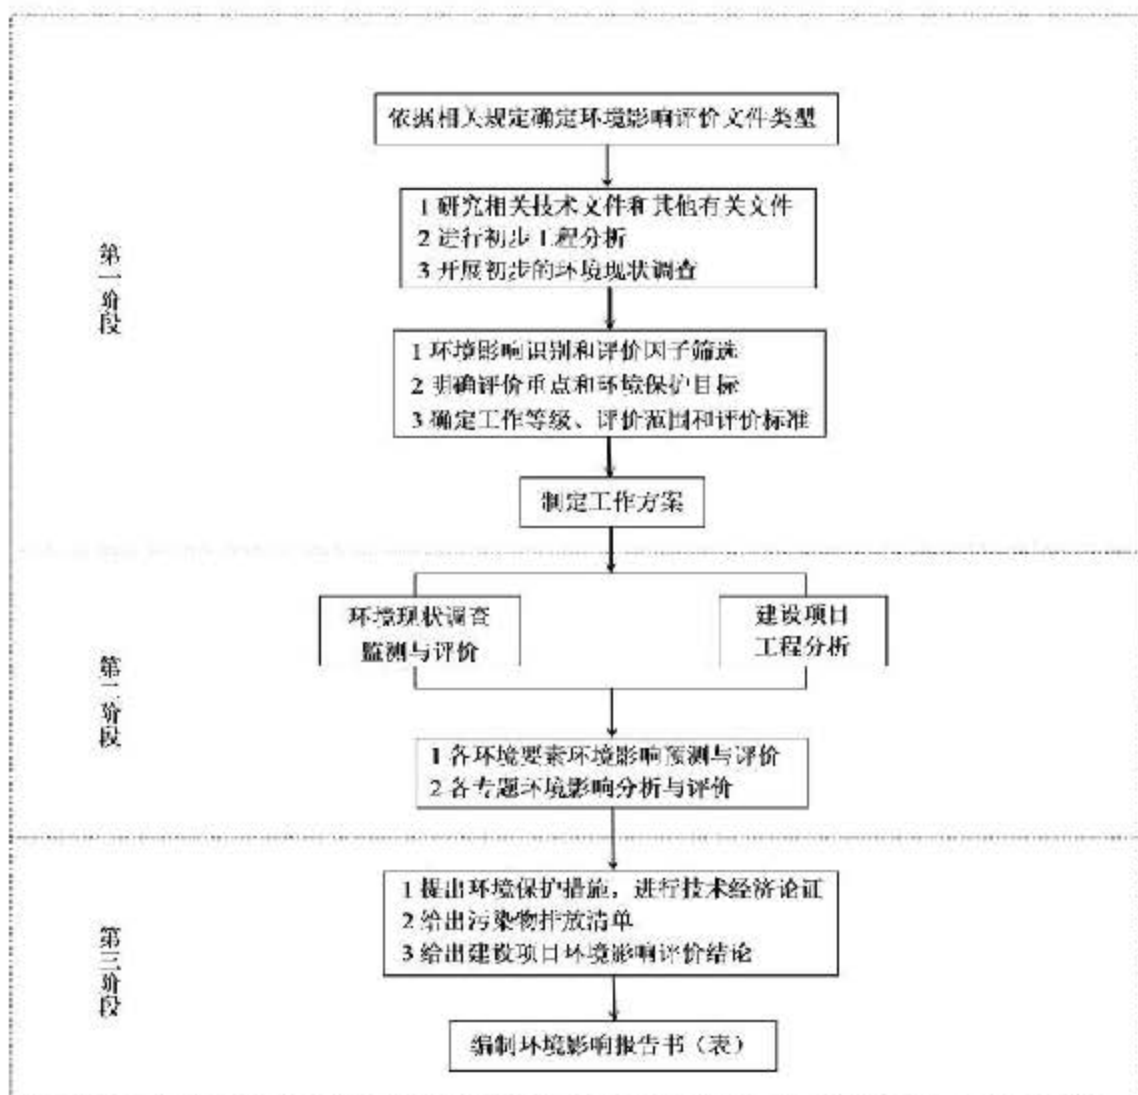 依据相关规定确定环境影响评价文件类型
第一阶段
1 研究相关技术文件和其他有关文件
2 进行初步工程分析
3 开展初步的环境现状调查
1 环境影响识别和评价因子筛选
2 明确评价重点和环境保护目标
3 确定工作等级、评价范围和评价标准
制定工作方案
第二阶段
环境现状调查
监测与评价
建设项目
工程分析
1 各环境要素环境影响预测与评价
2 各专题环境影响分析与评价
第三阶段
1 提出环境保护措施，进行技术经济论证
2 给出污染物排放清单
3 给出建设项目环境影响评价结论
编制环境影响报告书（表）